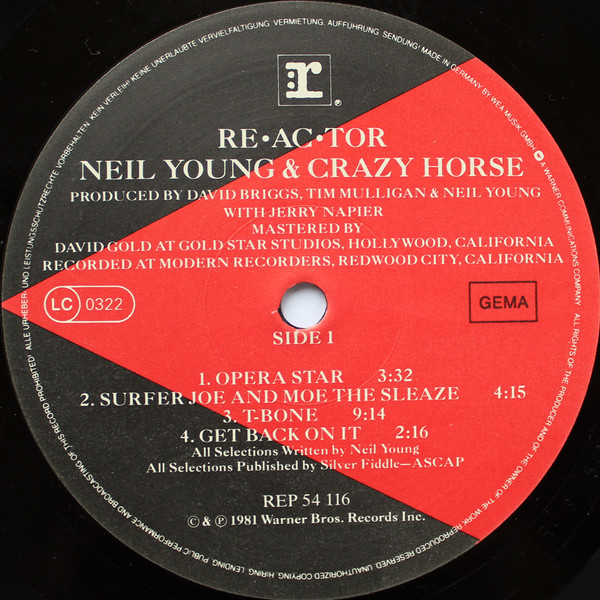 KEIN VERLEIH! KEINE UNERLAUBTE VERVIELFÄLTIGUNG, VERMIETUNG, AUFFÜHRUNG, SENDUNG! MADE IN GERMANY BY WEA MUSIK GMBH A WARNER COMMUNICATIONS COMPANY
r®
RE•AC•TOR
NEIL YOUNG & CRAZY HORSE
PRODUCED BY DAVID BRIGGS, TIM MULLIGAN & NEIL YOUNG
WITH JERRY NAPIER
MASTERED BY
DAVID GOLD AT GOLD STAR STUDIOS, HOLLYWOOD, CALIFORNIA
RECORDED AT MODERN RECORDERS, REDWOOD CITY, CALIFORNIA
LC 0322
GEMA
SIDE 1
1. OPERA STAR 3:32
2. SURFER JOE AND MOE THE SLEAZE 4:15
3. T-BONE 9:14
4. GET BACK ON IT 2:16
All Selections Written by Neil Young
All Selections Published by Silver Fiddle—ASCAP
REP 54 116
© & ℗ 1981 Warner Bros. Records Inc.
ALL RIGHTS OF THE PRODUCER AND OF THE OWNER OF THE WORK REPRODUCED RESERVED. UNAUTHORIZED COPYING, HIRING, LENDING, PUBLIC PERFORMANCE AND BROADCASTING OF THIS RECORD PROHIBITED! ALLE URHEBER- UND LEISTUNGSSCHUTZRECHTE VORBEHALTEN.